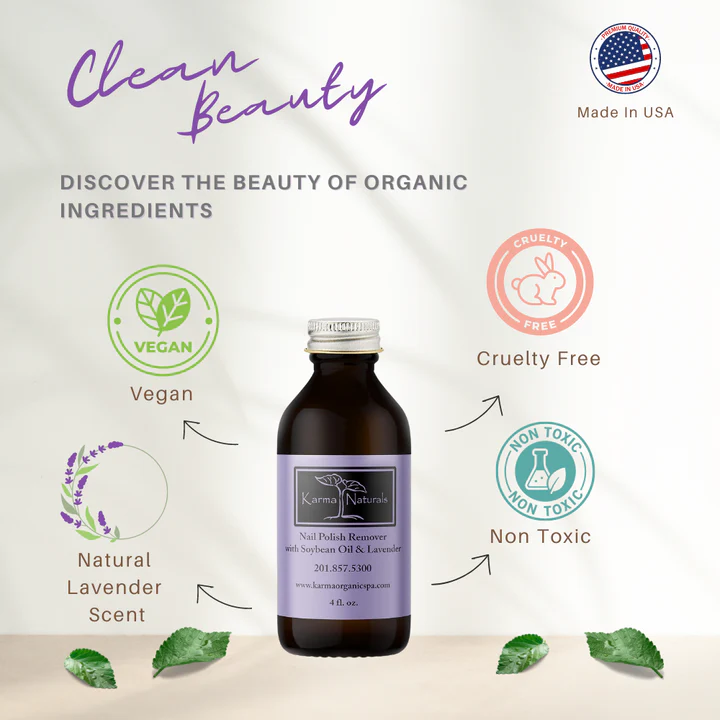 Clean
Beauty
PREMIUM QUALITY
MADE IN USA
Made In USA
DISCOVER THE BEAUTY OF ORGANIC
INGREDIENTS
VEGAN
Vegan
CRUELTY
FREE
Cruelty Free
NON TOXIC
NON TOXIC
Non Toxic
Natural
Lavender
Scent
Karma Naturals
Nail Polish Remover
with Soybean Oil & Lavender
201.857.5300
www.karmaorganicspa.com
4 fl. oz.